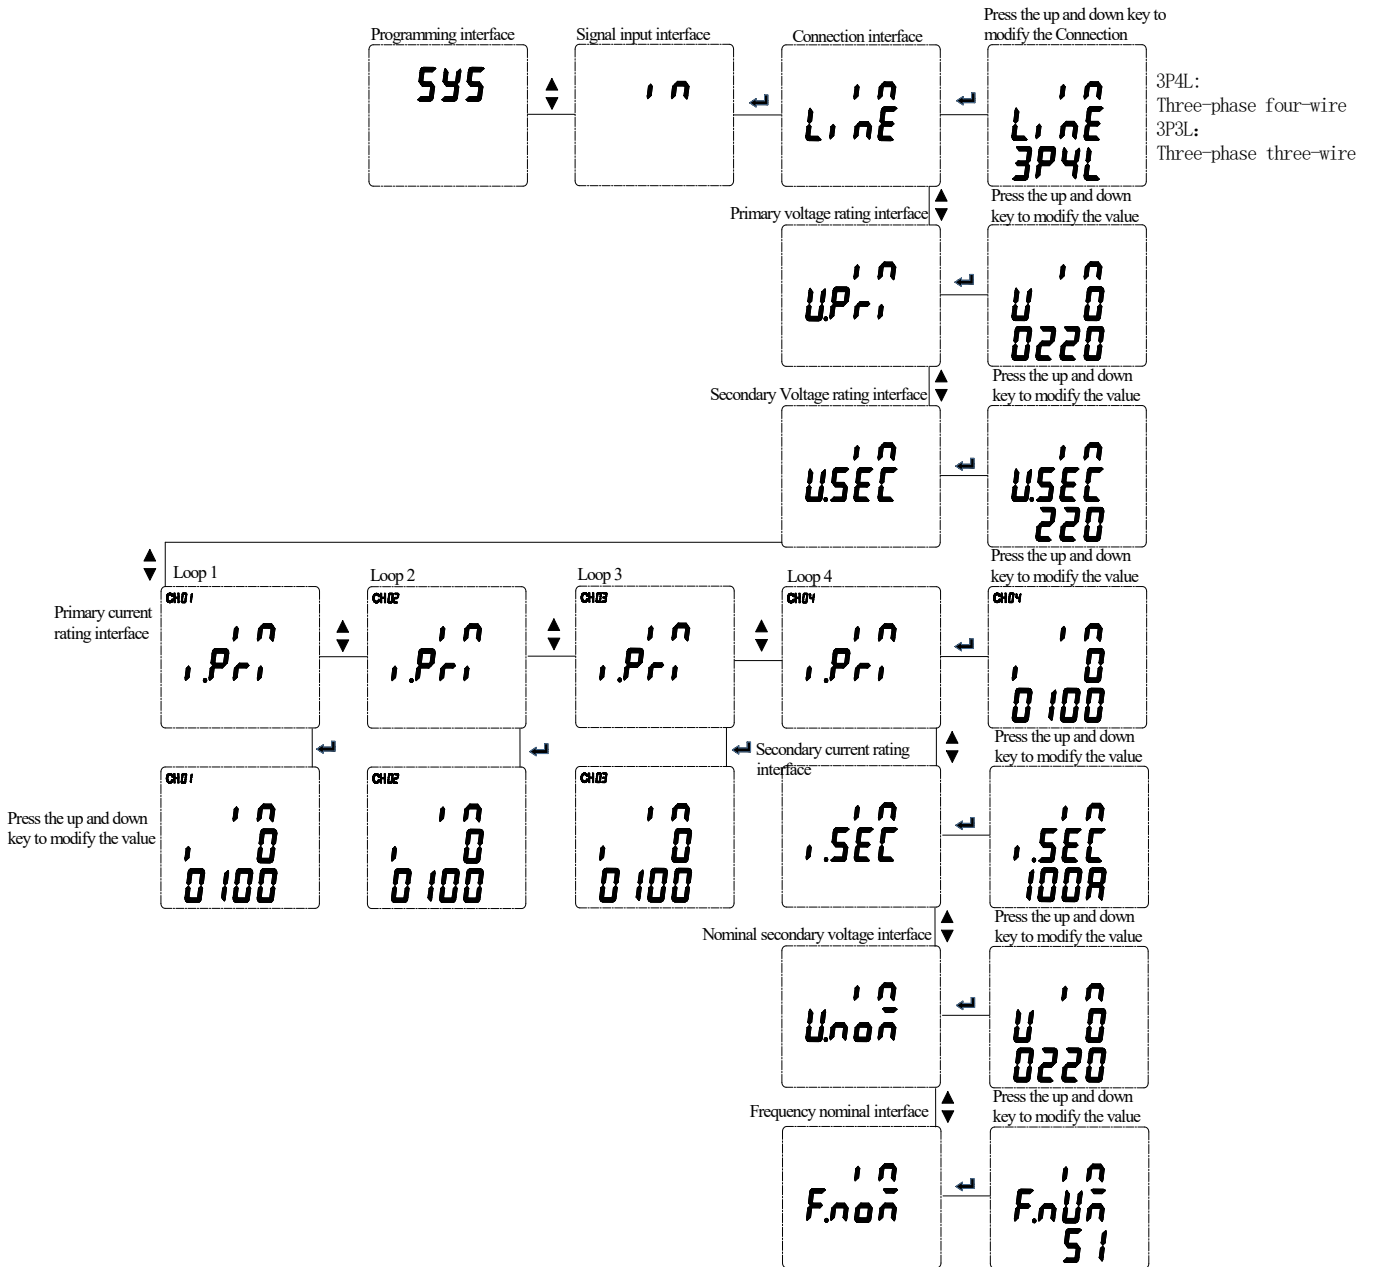 Press the up and down key to
modify the Connection
Programming interface
Signal input interface
Connection interface
SYS
in
in
LinE
in
LinE
3P4L
3P4L:
Three-phase four-wire
3P3L:
Three-phase three-wire
Primary voltage rating interface
Press the up and down
key to modify the value
in
U.Pri
in
U 0
0220
Secondary Voltage rating interface
Press the up and down
key to modify the value
in
U.SEC
in
U.SEC
220
Press the up and down
key to modify the value
Primary current
rating interface
Loop 1
Loop 2
Loop 3
Loop 4
CH01
in
i.Pri
CH02
in
i.Pri
CH03
in
i.Pri
CH04
in
i.Pri
CH04
in
i 0
0100
Secondary current rating
interface
Press the up and down
key to modify the value
Press the up and down
key to modify the value
CH01
in
i 0
0100
CH02
in
i 0
0100
CH03
in
i 0
0100
in
i.SEC
in
i.SEC
100A
Nominal secondary voltage interface
Press the up and down
key to modify the value
in
U.non̄
in
U 0
0220
Frequency nominal interface
Press the up and down
key to modify the value
in
F.non̄
in
F.nUn̄
51